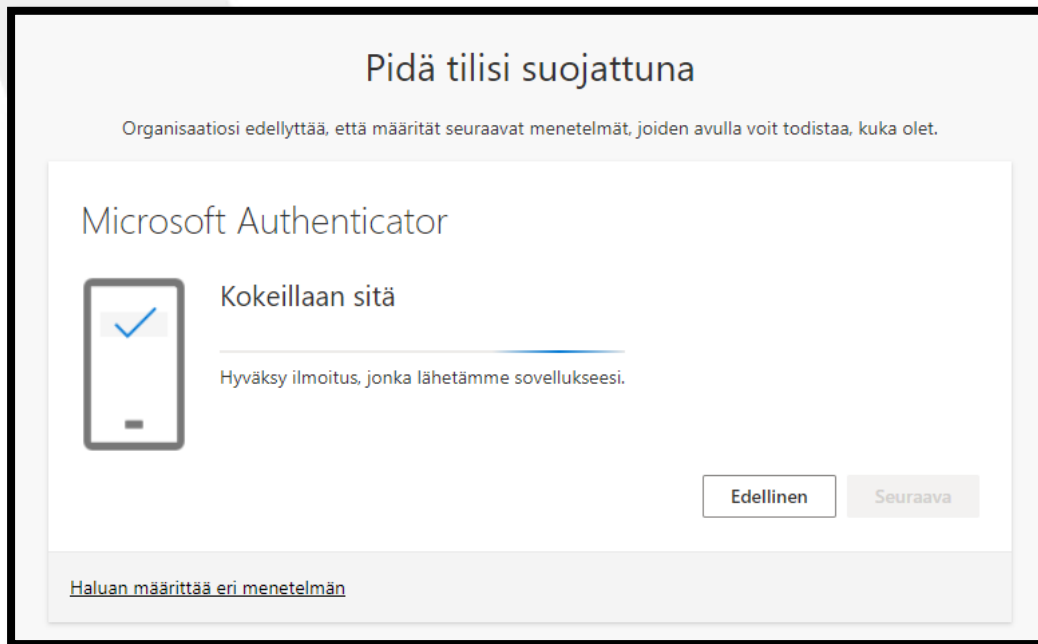 Pidä tilisi suojattuna
Organisaatiosi edellyttää, että määrität seuraavat menetelmät, joiden avulla voit todistaa, kuka olet.
Microsoft Authenticator
Kokeillaan sitä
Hyväksy ilmoitus, jonka lähetämme sovellukseesi.
Edellinen
Seuraava
Haluan määrittää eri menetelmän